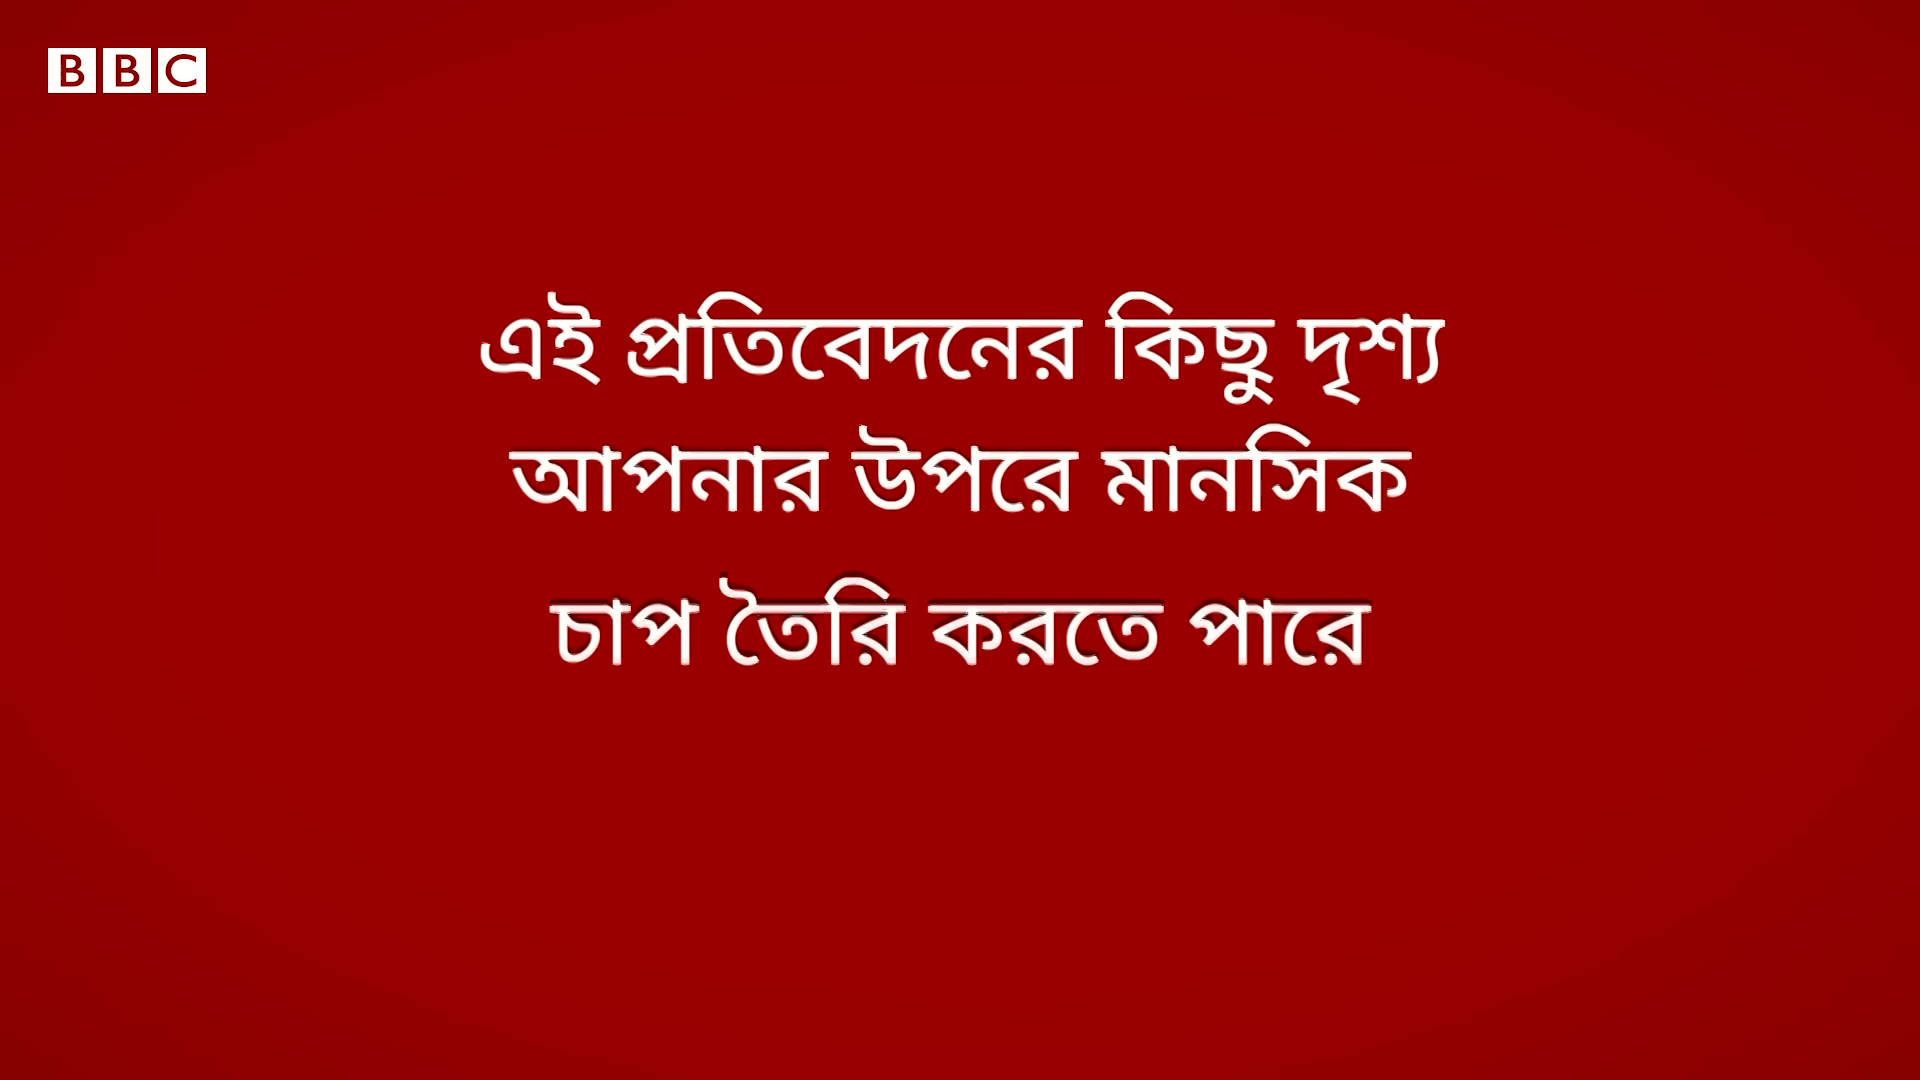 BBC
এই প্রতিবেদনের কিছু দৃশ্য
আপনার উপরে মানসিক
চাপ তৈরি করতে পারে